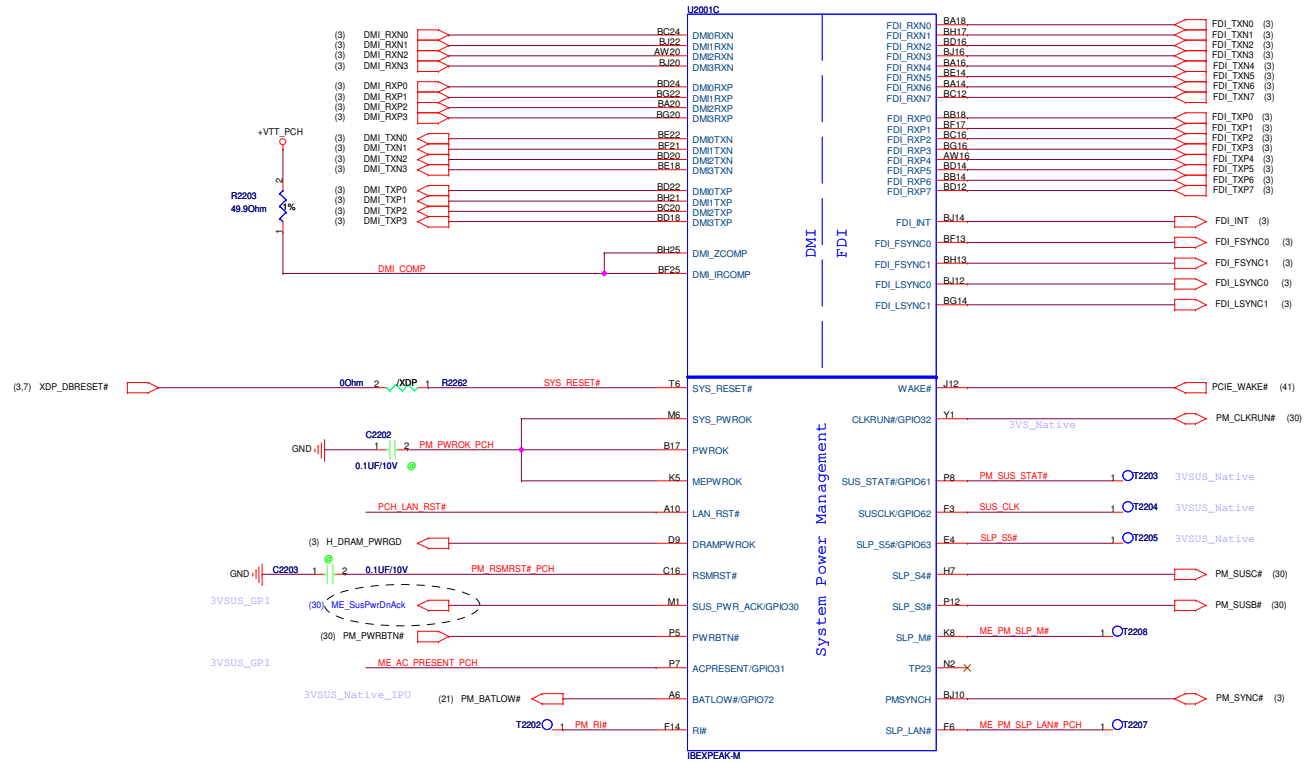 U2001C
(3) DMI_RXN0 BC24 DMI0RXN FDI_RXN0 BA18 FDI_TXN0 (3)
(3) DMI_RXN1 BJ22 DMI1RXN FDI_RXN1 BH17 FDI_TXN1 (3)
(3) DMI_RXN2 AW20 DMI2RXN FDI_RXN2 BD16 FDI_TXN2 (3)
(3) DMI_RXN3 BJ20 DMI3RXN FDI_RXN3 BJ16 FDI_TXN3 (3)
FDI_RXN4 BA16 FDI_TXN4 (3)
FDI_RXN5 BE14 FDI_TXN5 (3)
(3) DMI_RXP0 BD24 DMI0RXP FDI_RXN6 BA14 FDI_TXN6 (3)
(3) DMI_RXP1 BG22 DMI1RXP FDI_RXN7 BC12 FDI_TXN7 (3)
(3) DMI_RXP2 BA20 DMI2RXP
(3) DMI_RXP3 BG20 DMI3RXP FDI_RXP0 BB18 FDI_TXP0 (3)
FDI_RXP1 BF17 FDI_TXP1 (3)
+VTT_PCH
(3) DMI_TXN0 BE22 DMI0TXN FDI_RXP2 BC16 FDI_TXP2 (3)
(3) DMI_TXN1 BF21 DMI1TXN FDI_RXP3 BG16 FDI_TXP3 (3)
(3) DMI_TXN2 BD20 DMI2TXN FDI_RXP4 AW16 FDI_TXP4 (3)
(3) DMI_TXN3 BE18 DMI3TXN FDI_RXP5 BD14 FDI_TXP5 (3)
FDI_RXP6 BB14 FDI_TXP6 (3)
2
(3) DMI_TXP0 BD22 DMI0TXP FDI_RXP7 BD12 FDI_TXP7 (3)
R2203
(3) DMI_TXP1 BH21 DMI1TXP
49.9Ohm 1%
(3) DMI_TXP2 BC20 DMI2TXP
(3) DMI_TXP3 BD18 DMI3TXP FDI_INT BJ14 FDI_INT (3)
1
DMI FDI
FDI_FSYNC0 BF13 FDI_FSYNC0 (3)
BH25 DMI_ZCOMP
FDI_FSYNC1 BH13 FDI_FSYNC1 (3)
DMI_COMP BF25 DMI_IRCOMP
FDI_LSYNC0 BJ12 FDI_LSYNC0 (3)
FDI_LSYNC1 BG14 FDI_LSYNC1 (3)
(3,7) XDP_DBRESET# 0Ohm 2 /XDP 1 R2262 SYS_RESET# T6 SYS_RESET# WAKE# J12 PCIE_WAKE# (41)
M6 SYS_PWROK CLKRUN#/GPIO32 Y1 PM_CLKRUN# (30)
3VS_Native
C2202
GND 1 2 PM_PWROK_PCH B17 PWROK
0.1UF/10V @
K5 MEPWROK SUS_STAT#/GPIO61 P8 PM_SUS_STAT# 1 T2203 3VSUS_Native
PCH_LAN_RST# A10 LAN_RST# SUSCLK/GPIO62 F3 SUS_CLK 1 T2204 3VSUS_Native
System Power Management
(3) H_DRAM_PWRGD D9 DRAMPWROK SLP_S5#/GPIO63 E4 SLP_S5# 1 T2205 3VSUS_Native
@
GND C2203 1 2 0.1UF/10V PM_RSMRST#_PCH C16 RSMRST# SLP_S4# H7 PM_SUSC# (30)
3VSUS_GPI (30) ME_SusPwrDnAck M1 SUS_PWR_ACK/GPIO30 SLP_S3# P12 PM_SUSB# (30)
(30) PM_PWRBTN# P5 PWRBTN# SLP_M# K8 ME_PM_SLP_M# 1 T2208
3VSUS_GPI ME_AC_PRESENT_PCH P7 ACPRESENT/GPIO31 TP23 N2
3VSUS_Native_IPU
(21) PM_BATLOW# A6 BATLOW#/GPIO72 PMSYNCH BJ10 PM_SYNC# (3)
T2202 1 PM_RI# F14 RI# SLP_LAN# F6 ME_PM_SLP_LAN#_PCH 1 T2207
IBEXPEAK-M